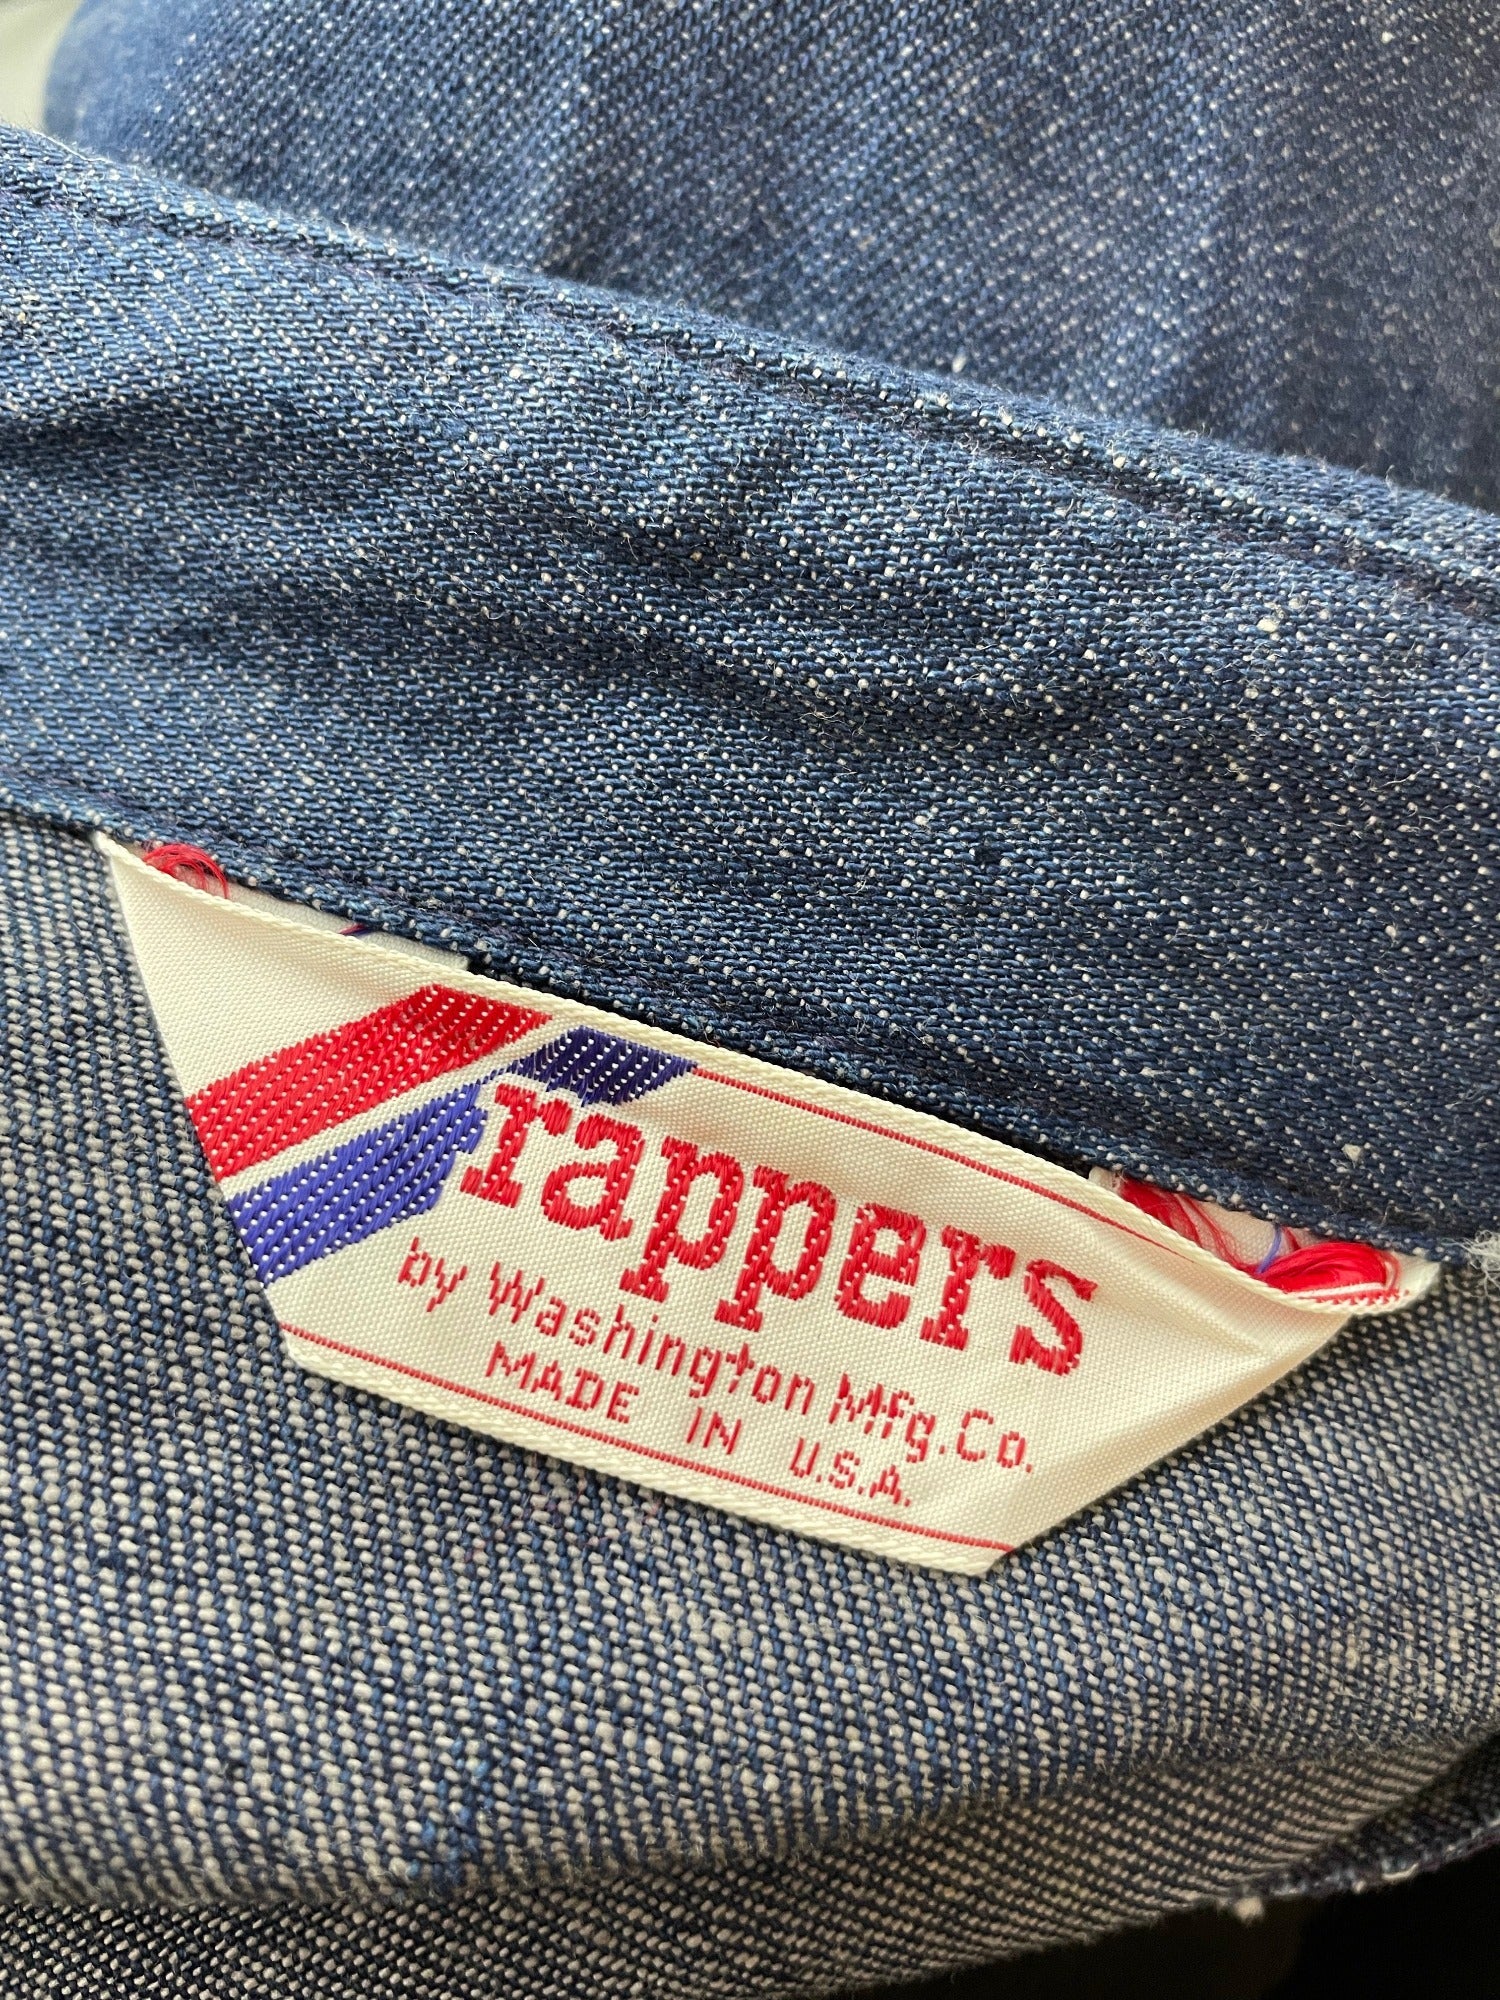 rappers
by Washington Mfg. Co.
MADE IN U.S.A.